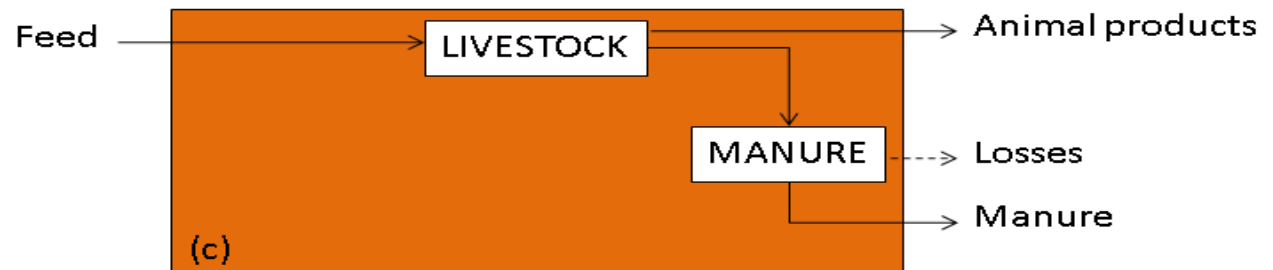 Feed
LIVESTOCK
Animal products
MANURE
Losses
Manure
(c)